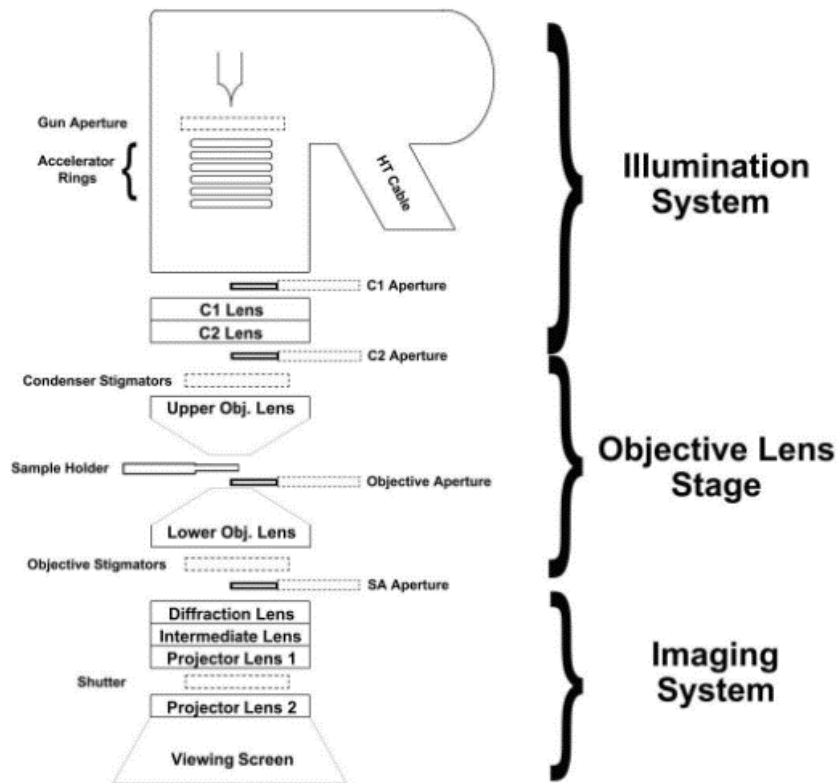 Gun Aperture
Accelerator
Rings
HT Cable
Illumination
System
C1 Aperture
C1 Lens
C2 Lens
C2 Aperture
Condenser Stigmators
Upper Obj. Lens
Sample Holder
Objective Aperture
Objective Lens
Stage
Lower Obj. Lens
Objective Stigmators
SA Aperture
Diffraction Lens
Intermediate Lens
Projector Lens 1
Imaging
System
Shutter
Projector Lens 2
Viewing Screen